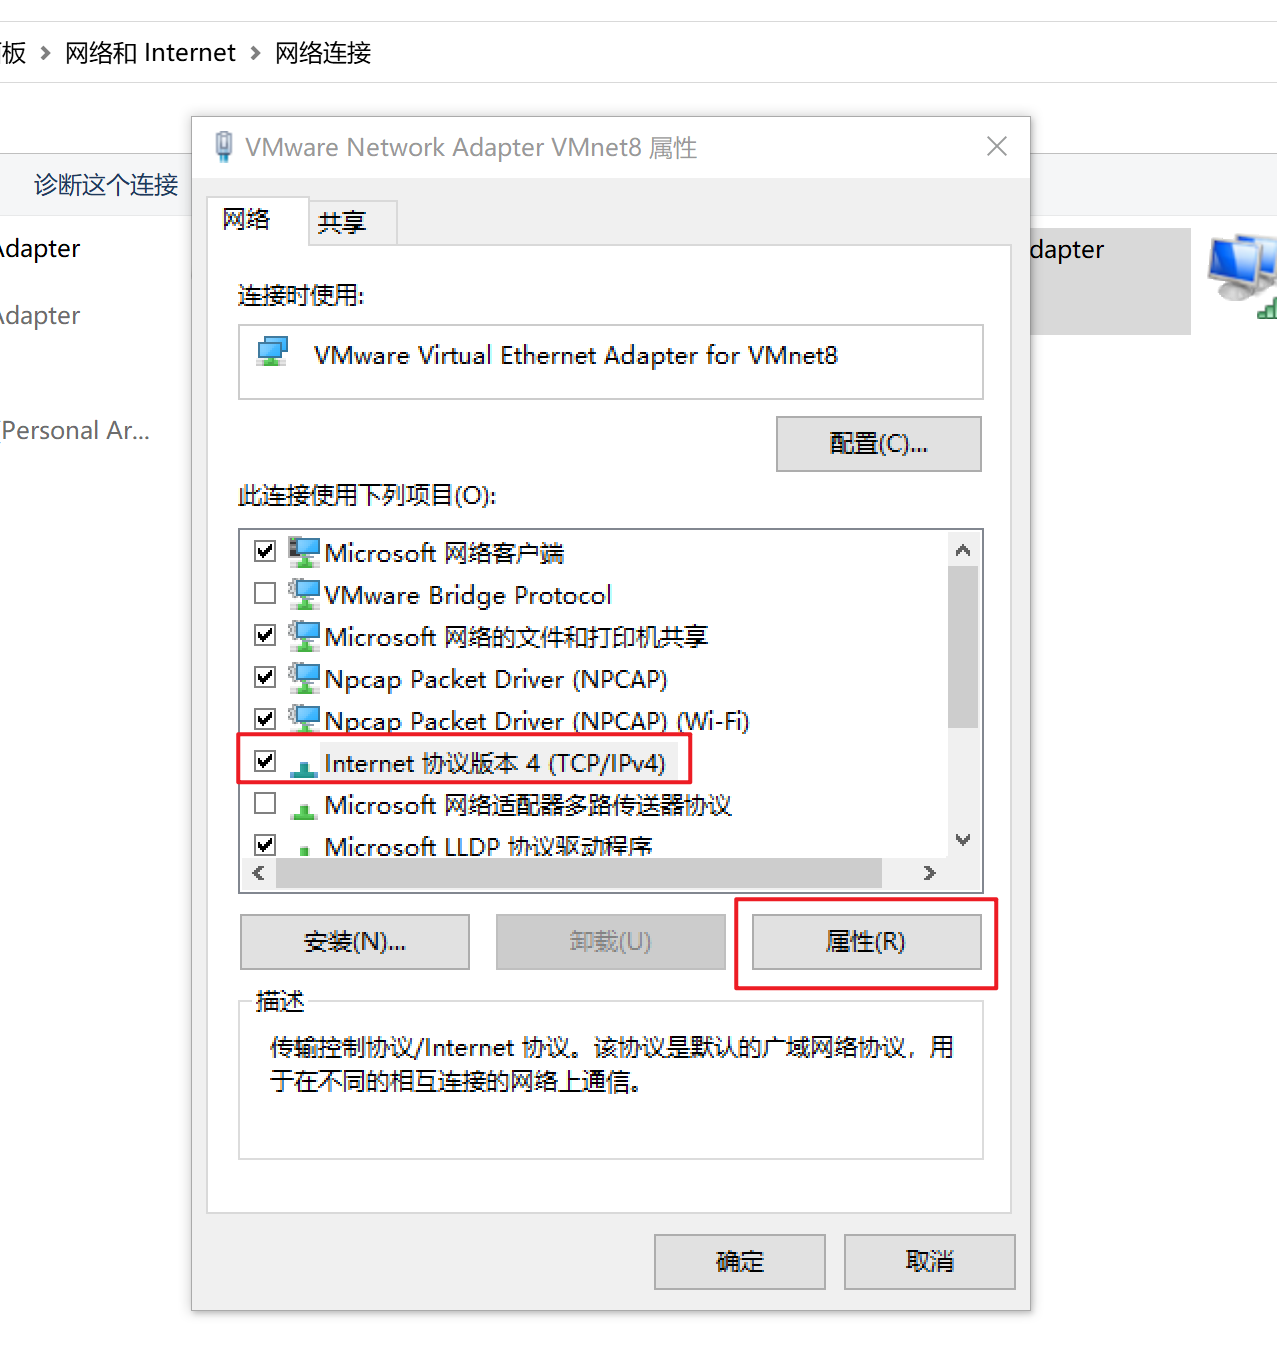 板 > 网络和 Internet > 网络连接
VMware Network Adapter VMnet8 属性
诊断这个连接
网络
共享
Adapter
dapter
连接时使用:
Adapter
VMware Virtual Ethernet Adapter for VMnet8
(Personal Ar...
配置(C)...
此连接使用下列项目(O):
Microsoft 网络客户端
VMware Bridge Protocol
Microsoft 网络的文件和打印机共享
Npcap Packet Driver (NPCAP)
Npcap Packet Driver (NPCAP) (Wi-Fi)
Internet 协议版本 4 (TCP/IPv4)
Microsoft 网络适配器多路传送器协议
Microsoft LLDP 协议驱动程序
安装(N)...
卸载(U)
属性(R)
描述
传输控制协议/Internet 协议。该协议是默认的广域网络协议，用
于在不同的相互连接的网络上通信。
确定
取消